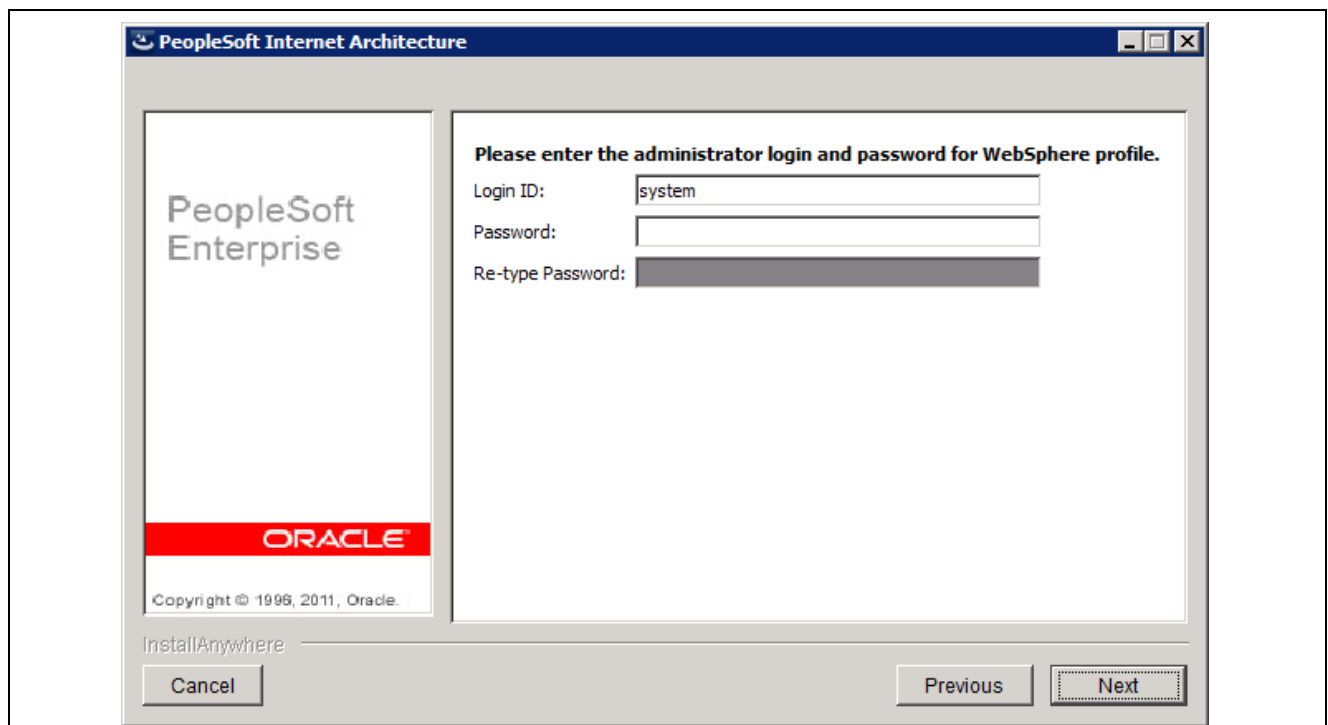 PeopleSoft Internet Architecture
PeopleSoft
Enterprise
ORACLE
Copyright © 1996, 2011, Oracle.
Please enter the administrator login and password for WebSphere profile.
Login ID: system
Password:
Re-type Password:
InstallAnywhere
Cancel Previous Next